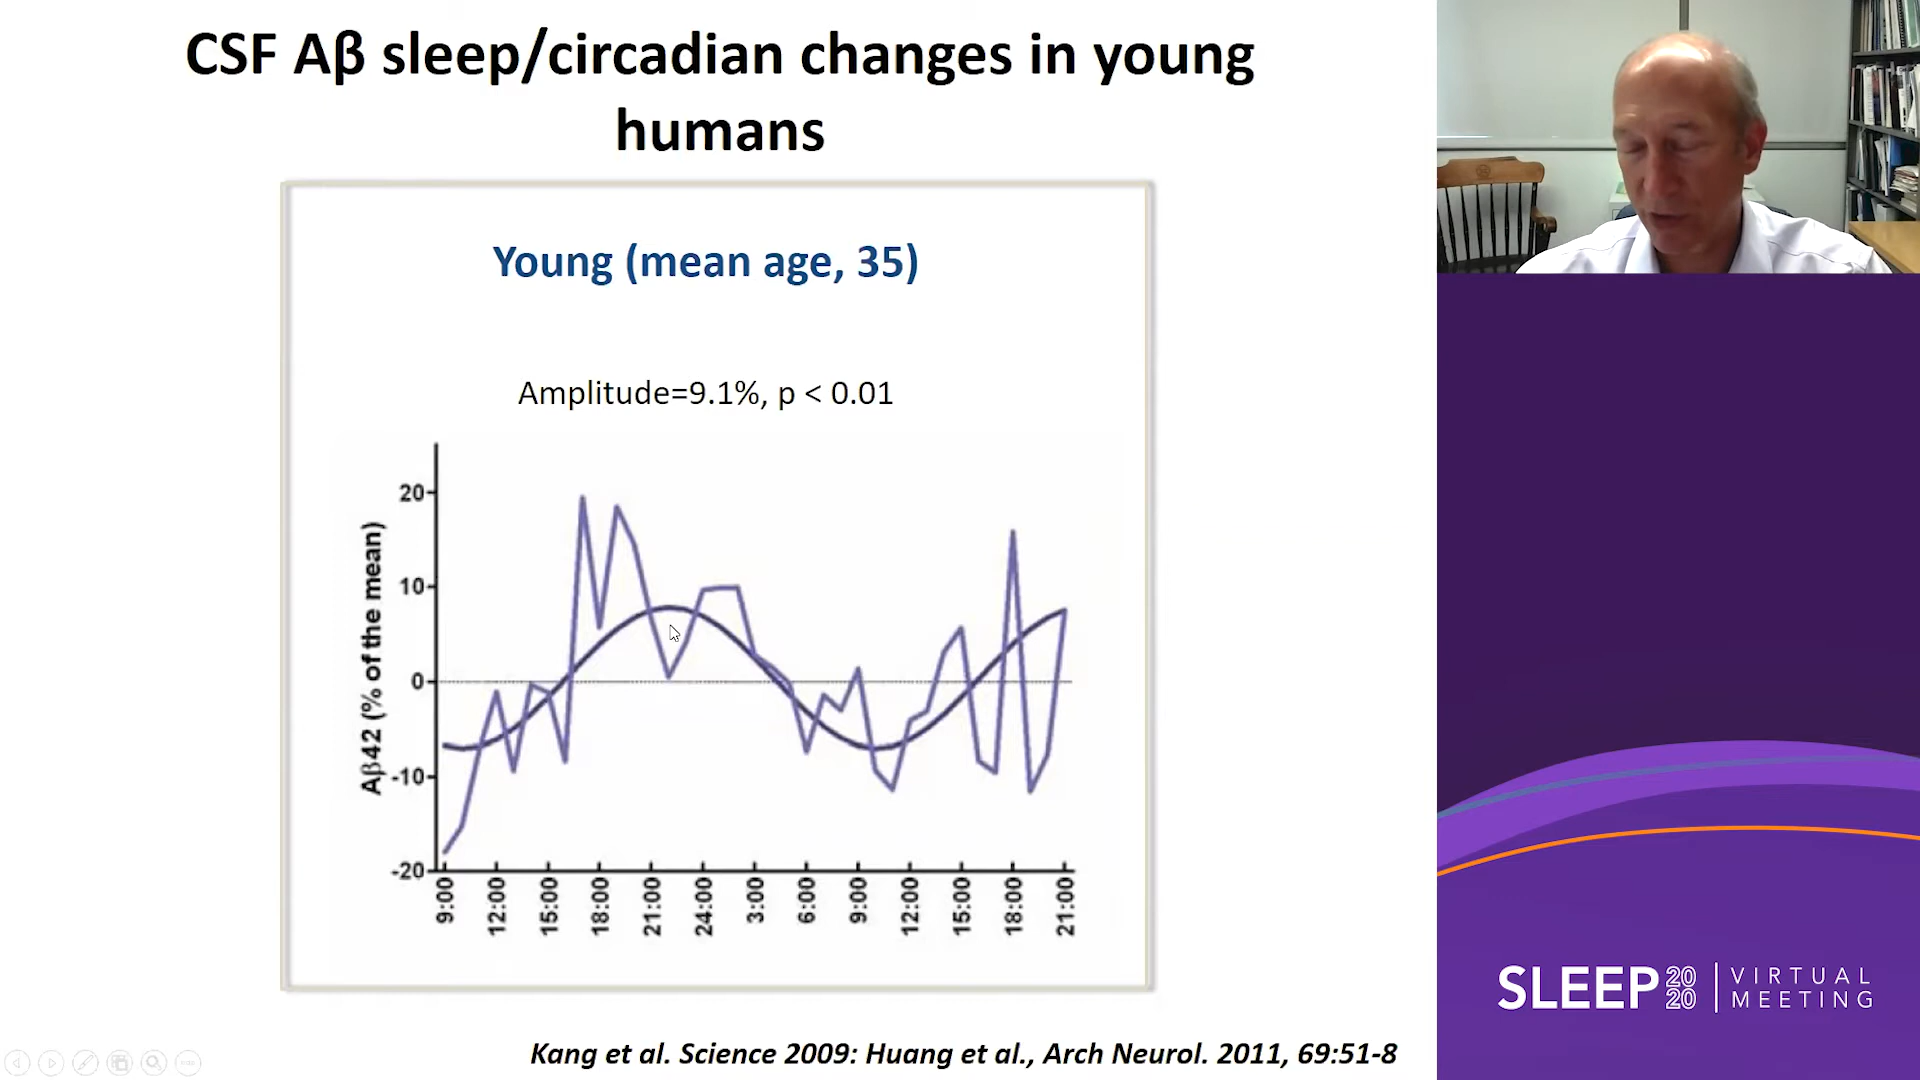 CSF Aβ sleep/circadian changes in young
humans
Young (mean age, 35)
Amplitude=9.1%, p < 0.01
Aβ42 (% of the mean)
20
10
0
-10
-20
9:00
12:00
15:00
18:00
21:00
24:00
3:00
6:00
9:00
12:00
15:00
18:00
21:00
Kang et al. Science 2009: Huang et al., Arch Neurol. 2011, 69:51-8
SLEEP 2020 | VIRTUAL MEETING